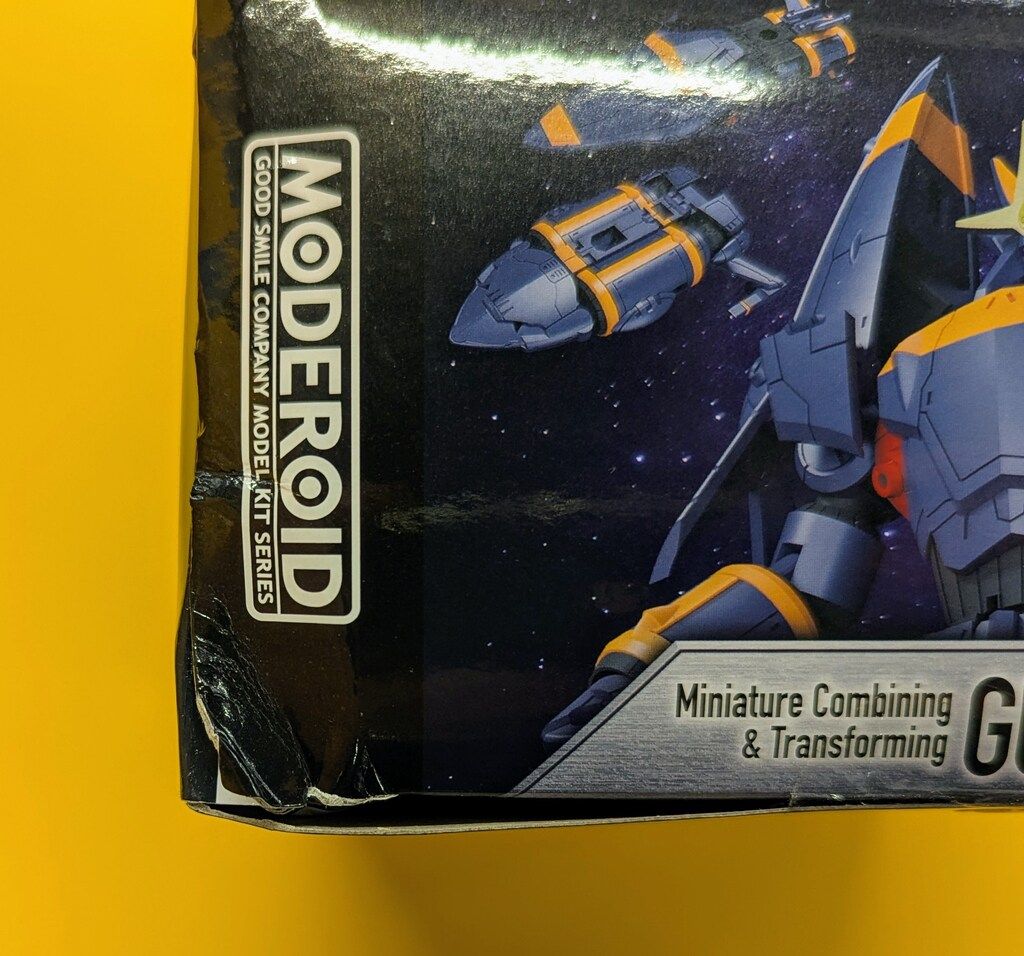 MODEROID
GOOD SMILE COMPANY MODEL KIT SERIES
Miniature Combining
& Transforming